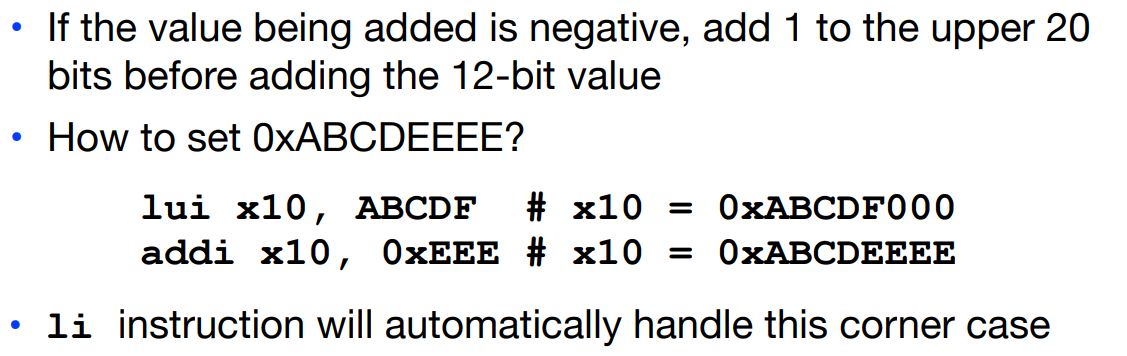 • If the value being added is negative, add 1 to the upper 20
bits before adding the 12-bit value
• How to set 0xABCDEEEE?
lui x10, ABCDF # x10 = 0xABCDF000
addi x10, 0xEEE # x10 = 0xABCDEEEE
• li instruction will automatically handle this corner case